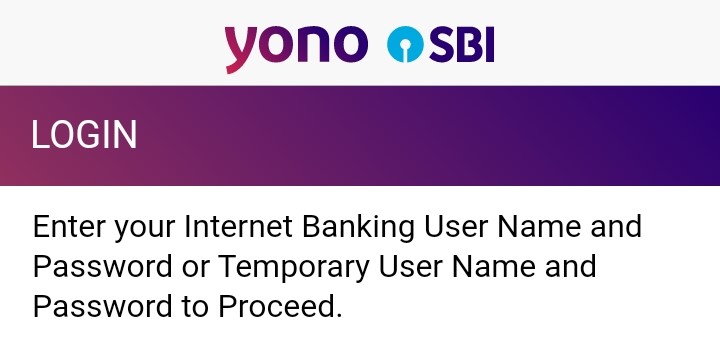 yono SBI
LOGIN
Enter your Internet Banking User Name and
Password or Temporary User Name and
Password to Proceed.